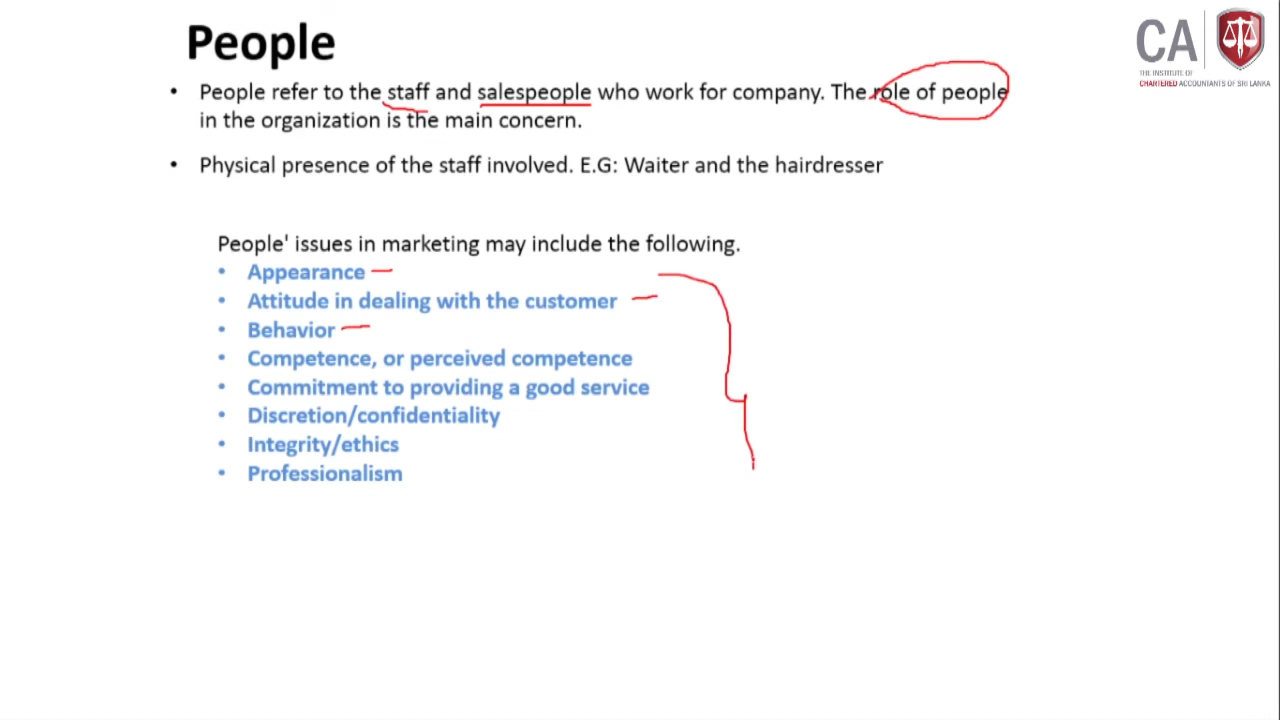 People
CA
THE INSTITUTE OF
CHARTERED ACCOUNTANTS OF SRI LANKA
• People refer to the staff and salespeople who work for company. The role of people
in the organization is the main concern.
• Physical presence of the staff involved. E.G: Waiter and the hairdresser
People' issues in marketing may include the following.
• Appearance
• Attitude in dealing with the customer
• Behavior
• Competence, or perceived competence
• Commitment to providing a good service
• Discretion/confidentiality
• Integrity/ethics
• Professionalism